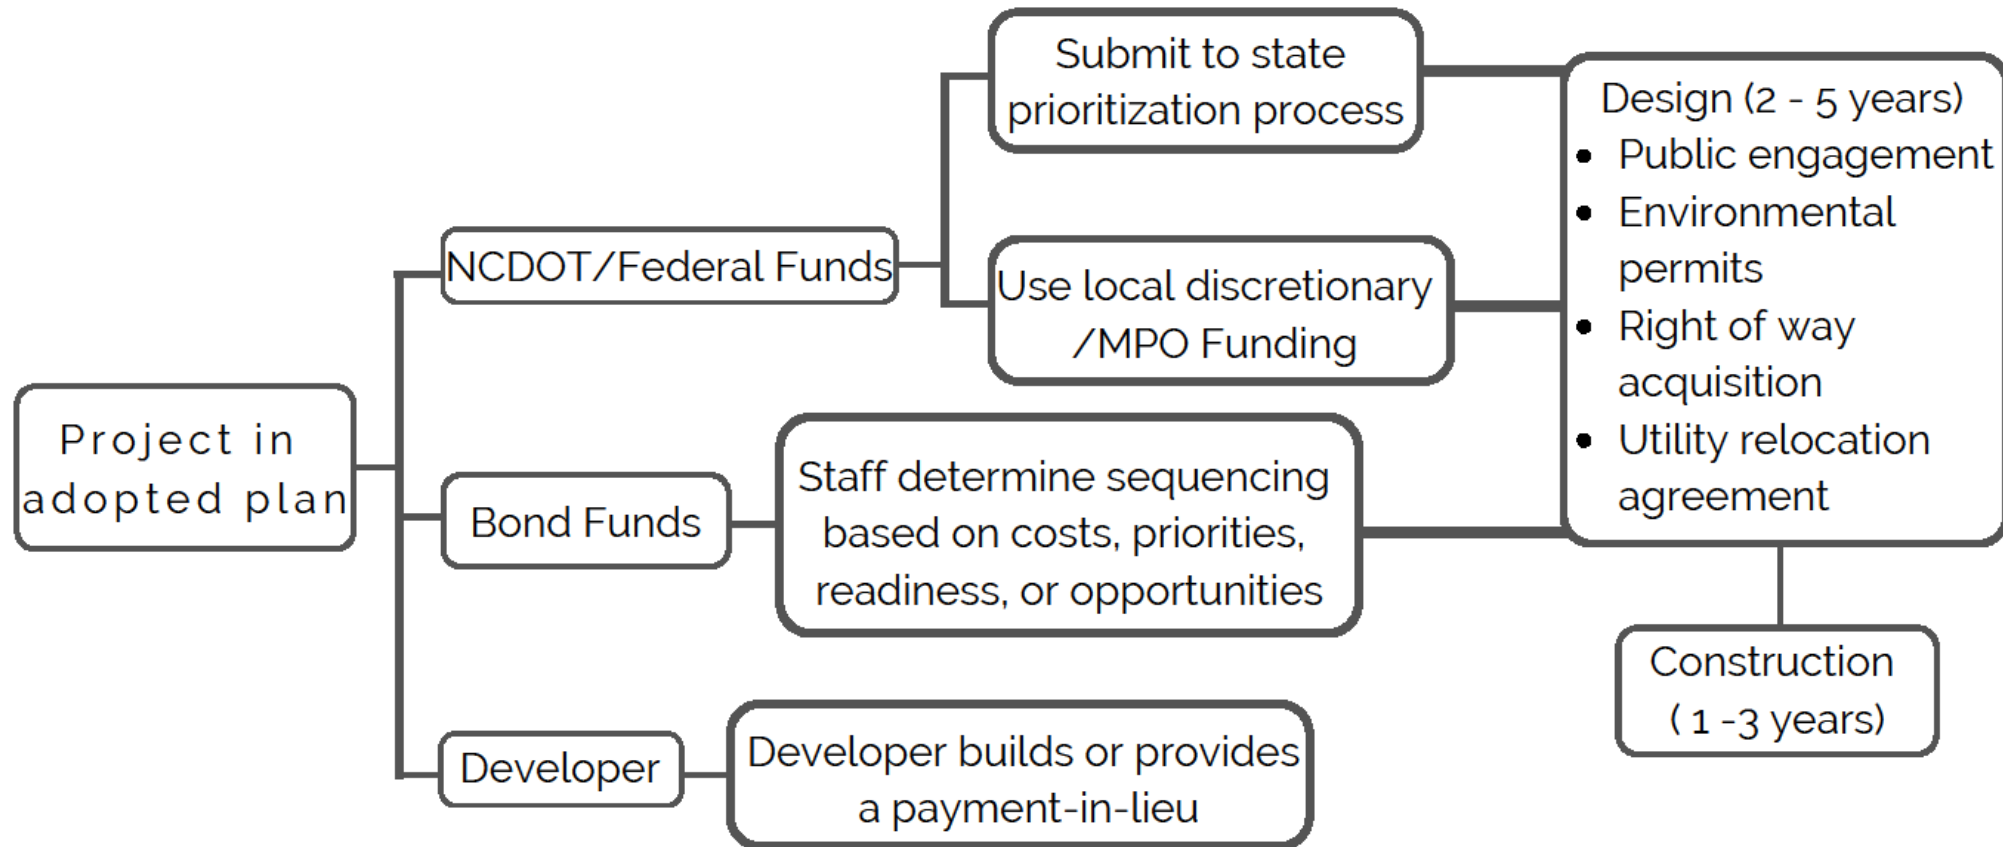 Project in
adopted plan
NCDOT/Federal Funds
Submit to state
prioritization process
Use local discretionary
/MPO Funding
Bond Funds
Staff determine sequencing
based on costs, priorities,
readiness, or opportunities
Developer
Developer builds or provides
a payment-in-lieu
Design (2 - 5 years)
• Public engagement
• Environmental
permits
• Right of way
acquisition
• Utility relocation
agreement
Construction
( 1 -3 years)